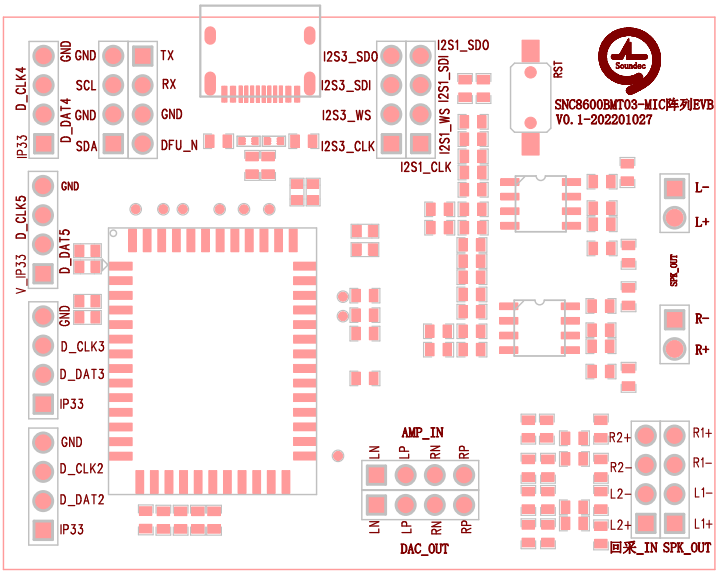 GND
D_CLK4
D_DAT4
IP33
GND
SCL
GND
SDA
TX
RX
GND
DFU_N
I2S3_SDO
I2S3_SDI
I2S3_WS
I2S3_CLK
I2S1_SDO
I2S1_SDI
I2S1_WS
I2S1_CLK
RST
Soundec
SNC8600BMT03-MIC阵列EVB
V0.1-202201027
GND
D_CLK5
D_DAT5
V_IP33
L-
L+
SPK_OUT
R-
R+
GND
D_CLK3
D_DAT3
IP33
GND
D_CLK2
D_DAT2
IP33
AMP_IN
LN LP RN RP
LN LP RN RP
DAC_OUT
R2+ R1+
R2- R1-
L2- L1-
L2+ L1+
回采_IN SPK_OUT